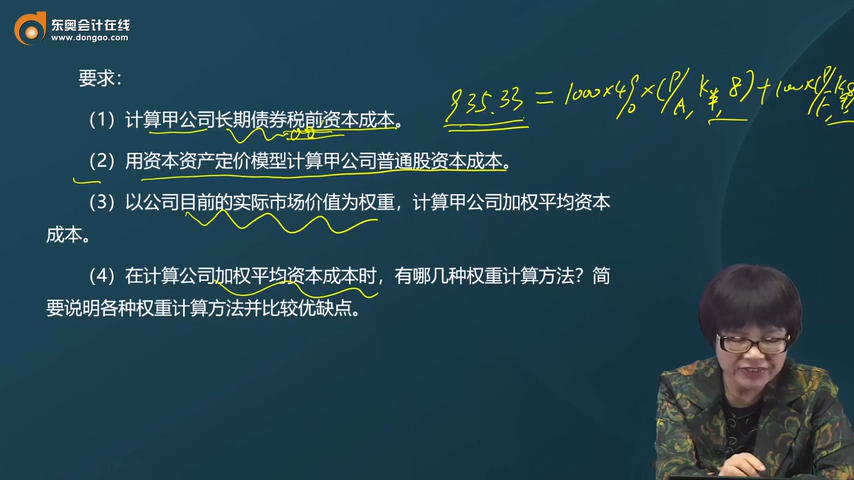 东奥会计在线
www.dongao.com
要求：
935.33 = 1000×4%×(P/A, K半, 8)+
（1）计算甲公司长期债券税前资本成本。
（2）用资本资产定价模型计算甲公司普通股资本成本。
（3）以公司目前的实际市场价值为权重，计算甲公司加权平均资本
成本。
（4）在计算公司加权平均资本成本时，有哪几种权重计算方法？简
要说明各种权重计算方法并比较优缺点。